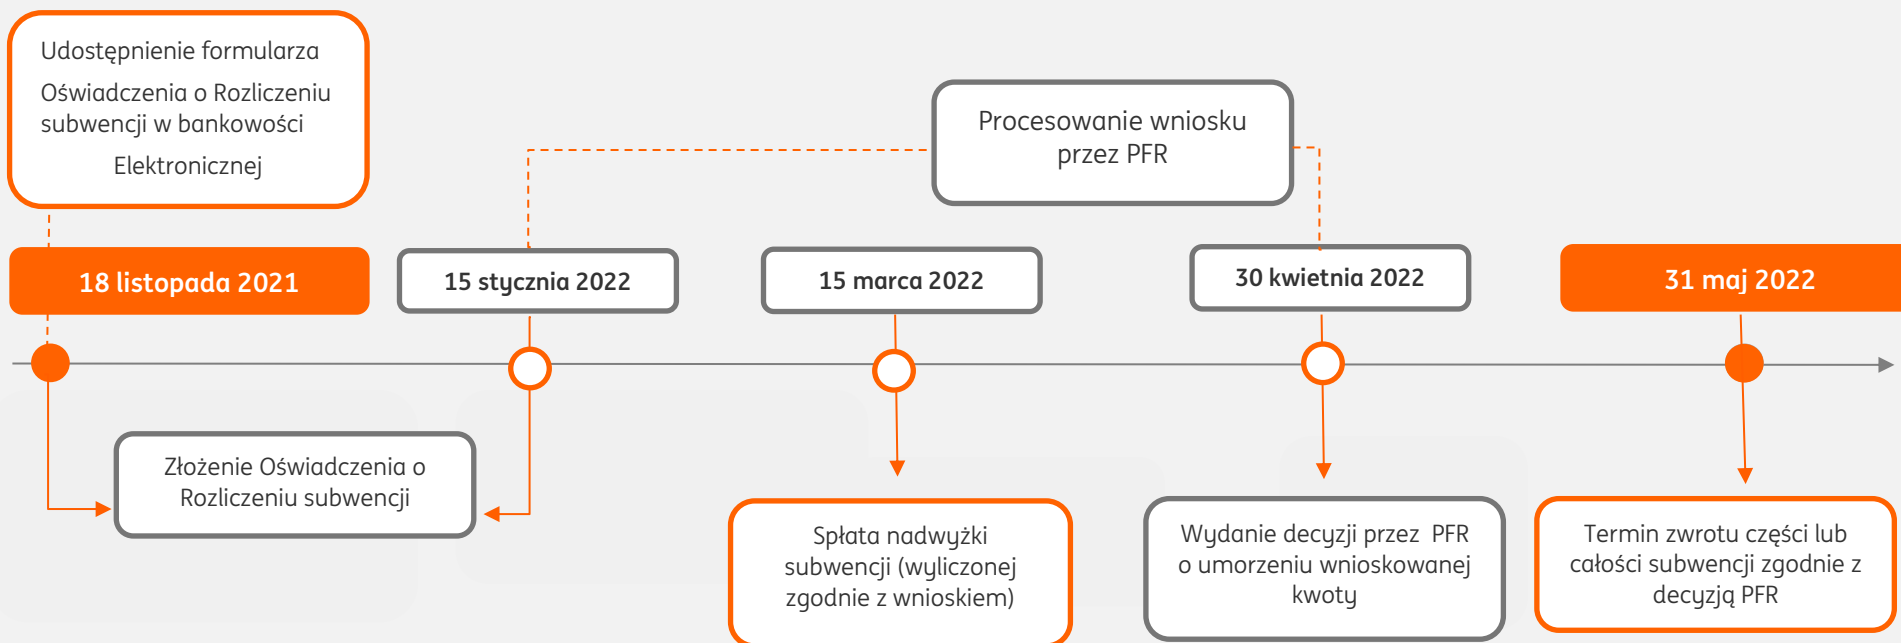 Udostępnienie formularza
Oświadczenia o Rozliczeniu
subwencji w bankowości
Elektronicznej
Procesowanie wniosku
przez PFR
18 listopada 2021
15 stycznia 2022
15 marca 2022
30 kwietnia 2022
31 maj 2022
Złożenie Oświadczenia o
Rozliczeniu subwencji
Spłata nadwyżki
subwencji (wyliczonej
zgodnie z wnioskiem)
Wydanie decyzji przez PFR
o umorzeniu wnioskowanej
kwoty
Termin zwrotu części lub
całości subwencji zgodnie z
decyzją PFR